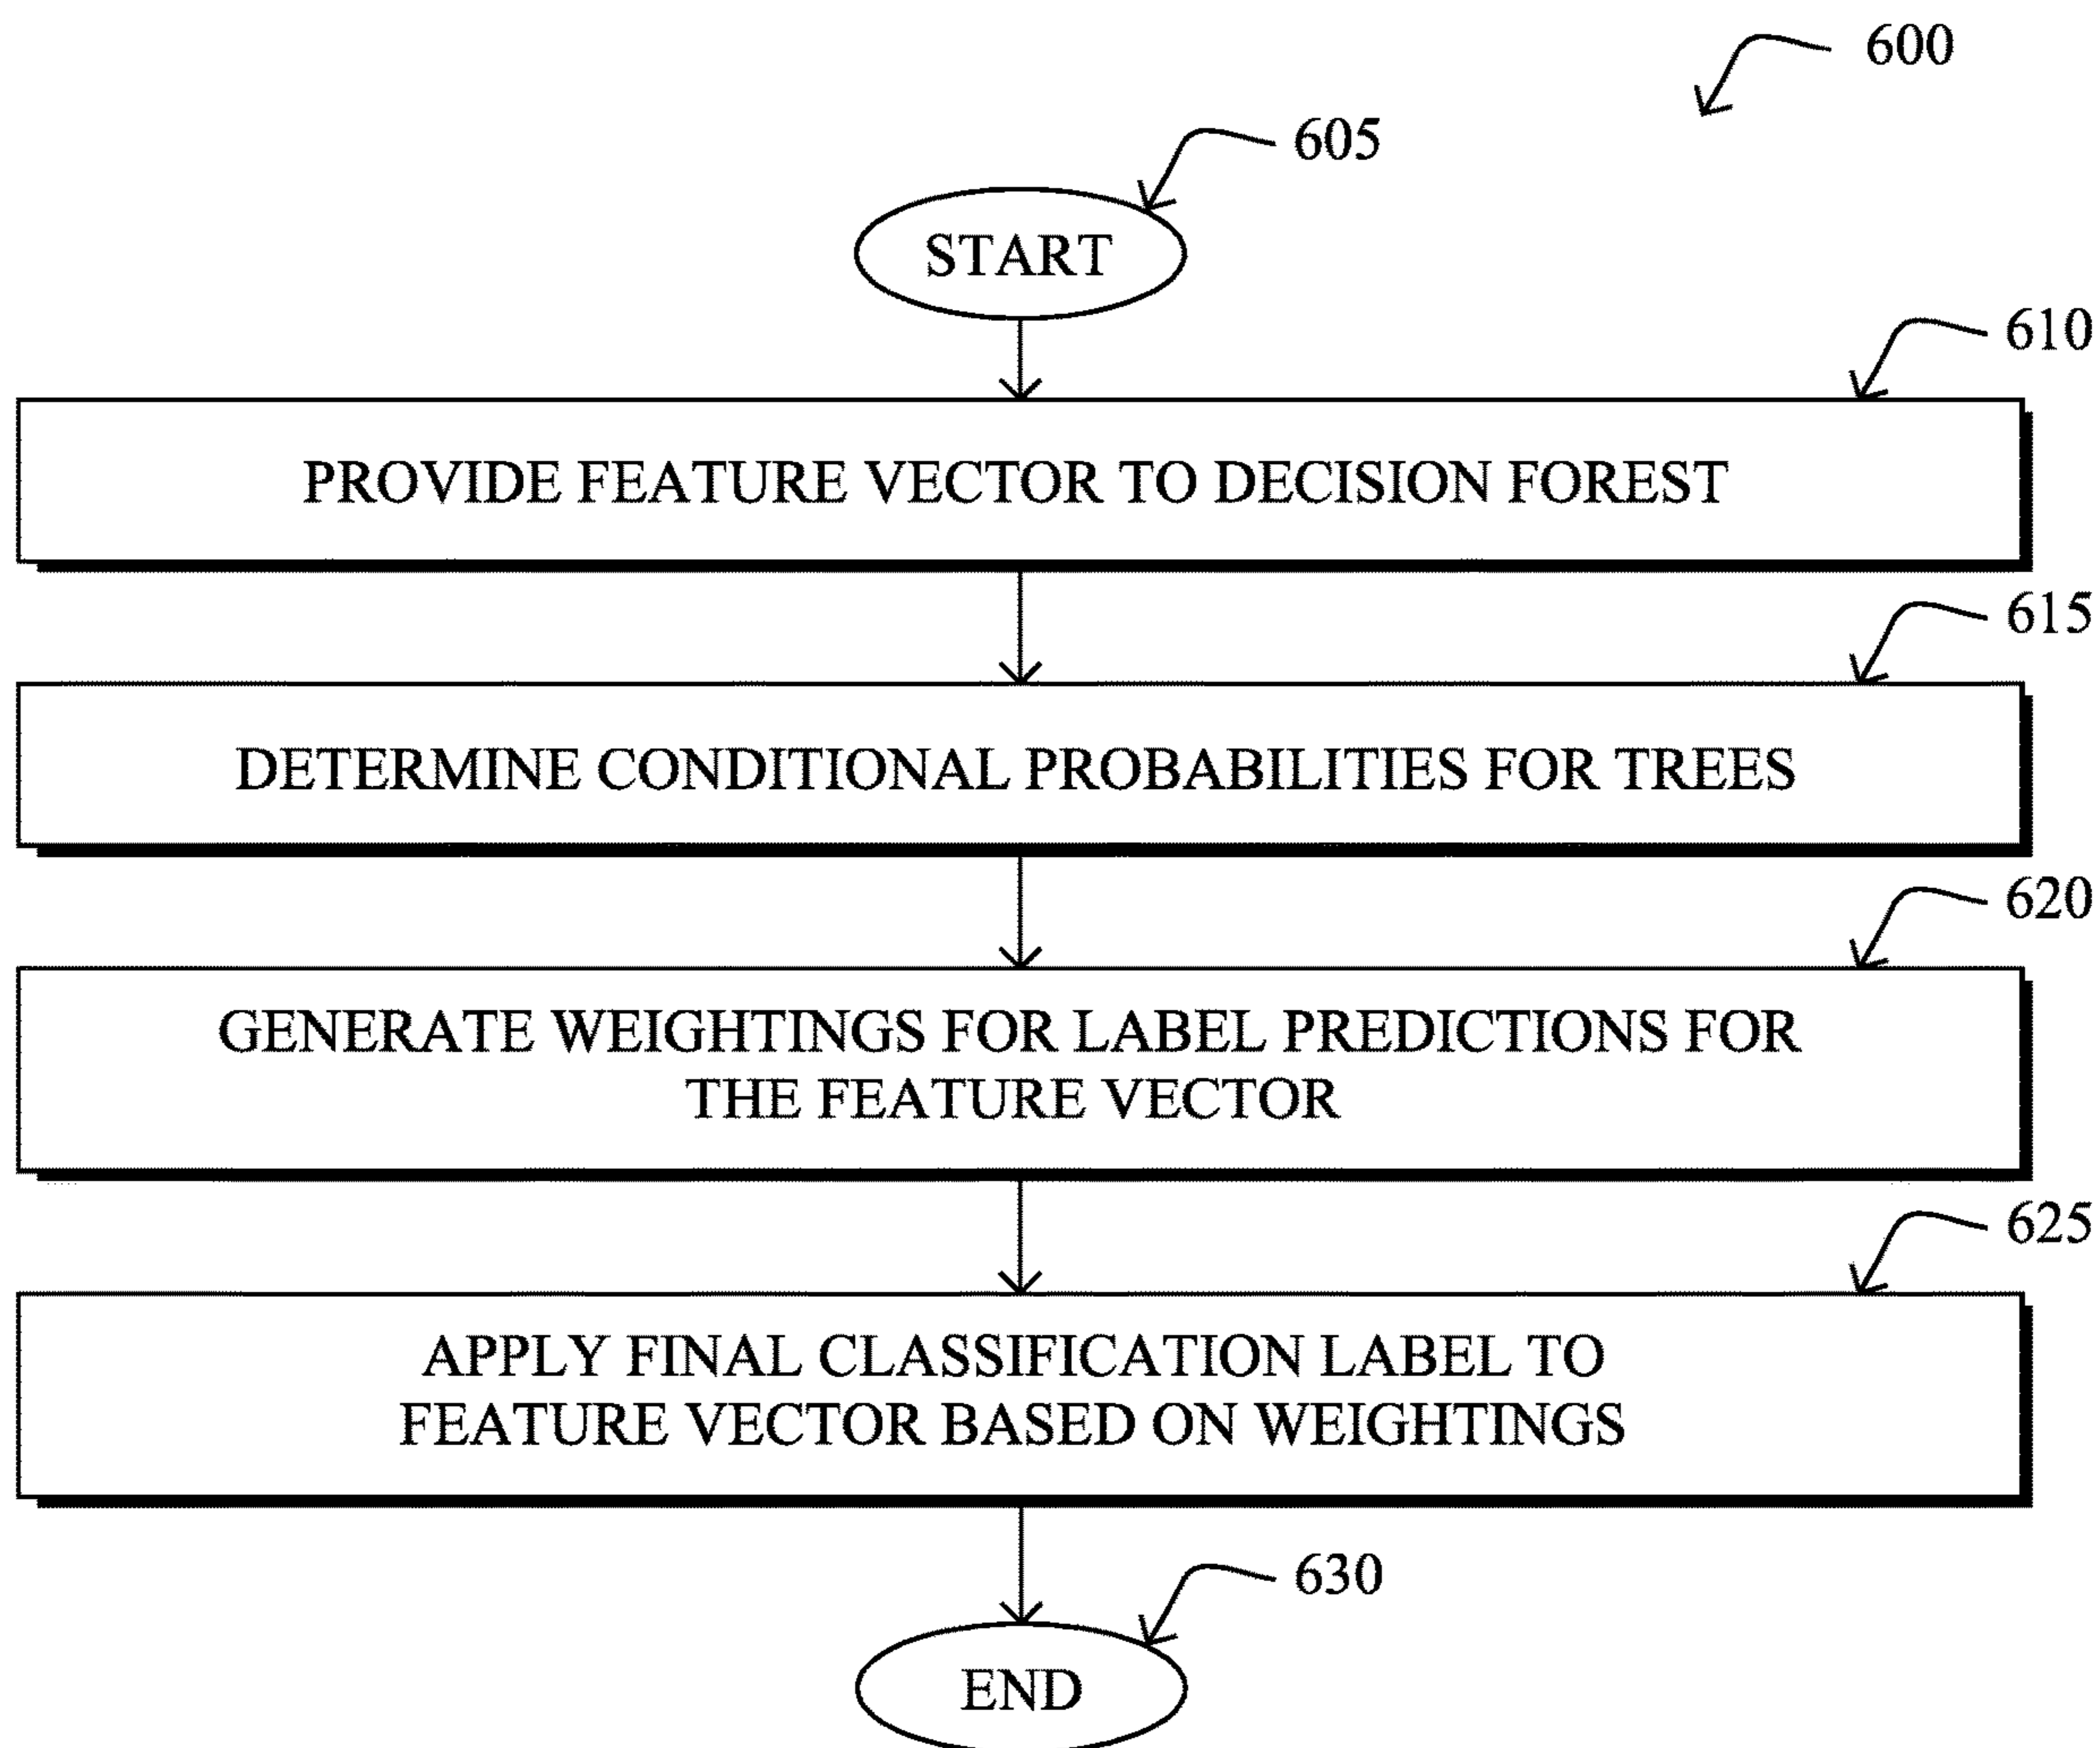 600
605
START
610
PROVIDE FEATURE VECTOR TO DECISION FOREST
615
DETERMINE CONDITIONAL PROBABILITIES FOR TREES
620
GENERATE WEIGHTINGS FOR LABEL PREDICTIONS FOR
THE FEATURE VECTOR
625
APPLY FINAL CLASSIFICATION LABEL TO
FEATURE VECTOR BASED ON WEIGHTINGS
630
END